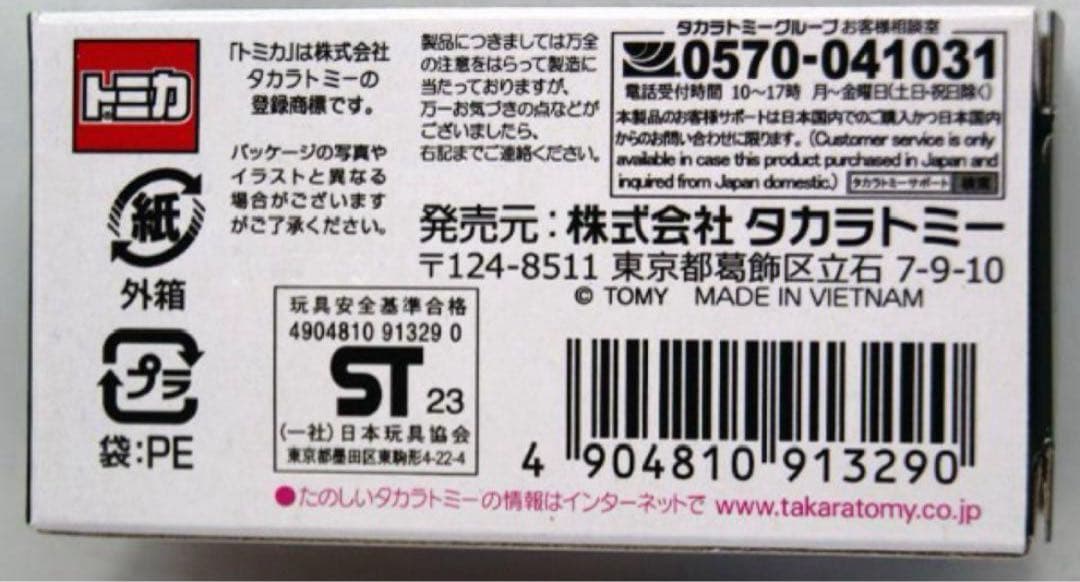 トミカ
紙
外箱
プラ
袋:PE
「トミカ」は株式会社
タカラトミーの
登録商標です。
パッケージの写真や
イラストと異なる
場合がございます
がご了承ください。
玩具安全基準合格
4904810 91329 0
ST 23
(一社)日本玩具協会
東京都墨田区東駒形4-22-4
製品につきましては万全
の注意をはらって製造に
当たっておりますが、
万一お気づきの点などが
ございましたら、
右記までご連絡ください。
タカラトミーグループお客様相談室
0570-041031
電話受付時間 10〜17時 月〜金曜日(土日・祝日除く)
本製品のお客様サポートは日本国内でのご購入かつ日本国内
からのお問い合わせに限ります。(Customer service is only
available in case this product purchased in Japan and
inquired from Japan domestic.) タカラトミーサポート 検索
発売元:株式会社 タカラトミー
〒124-8511 東京都葛飾区立石 7-9-10
© TOMY MADE IN VIETNAM
4 904810 913290
●たのしいタカラトミーの情報はインターネットで www.takaratomy.co.jp